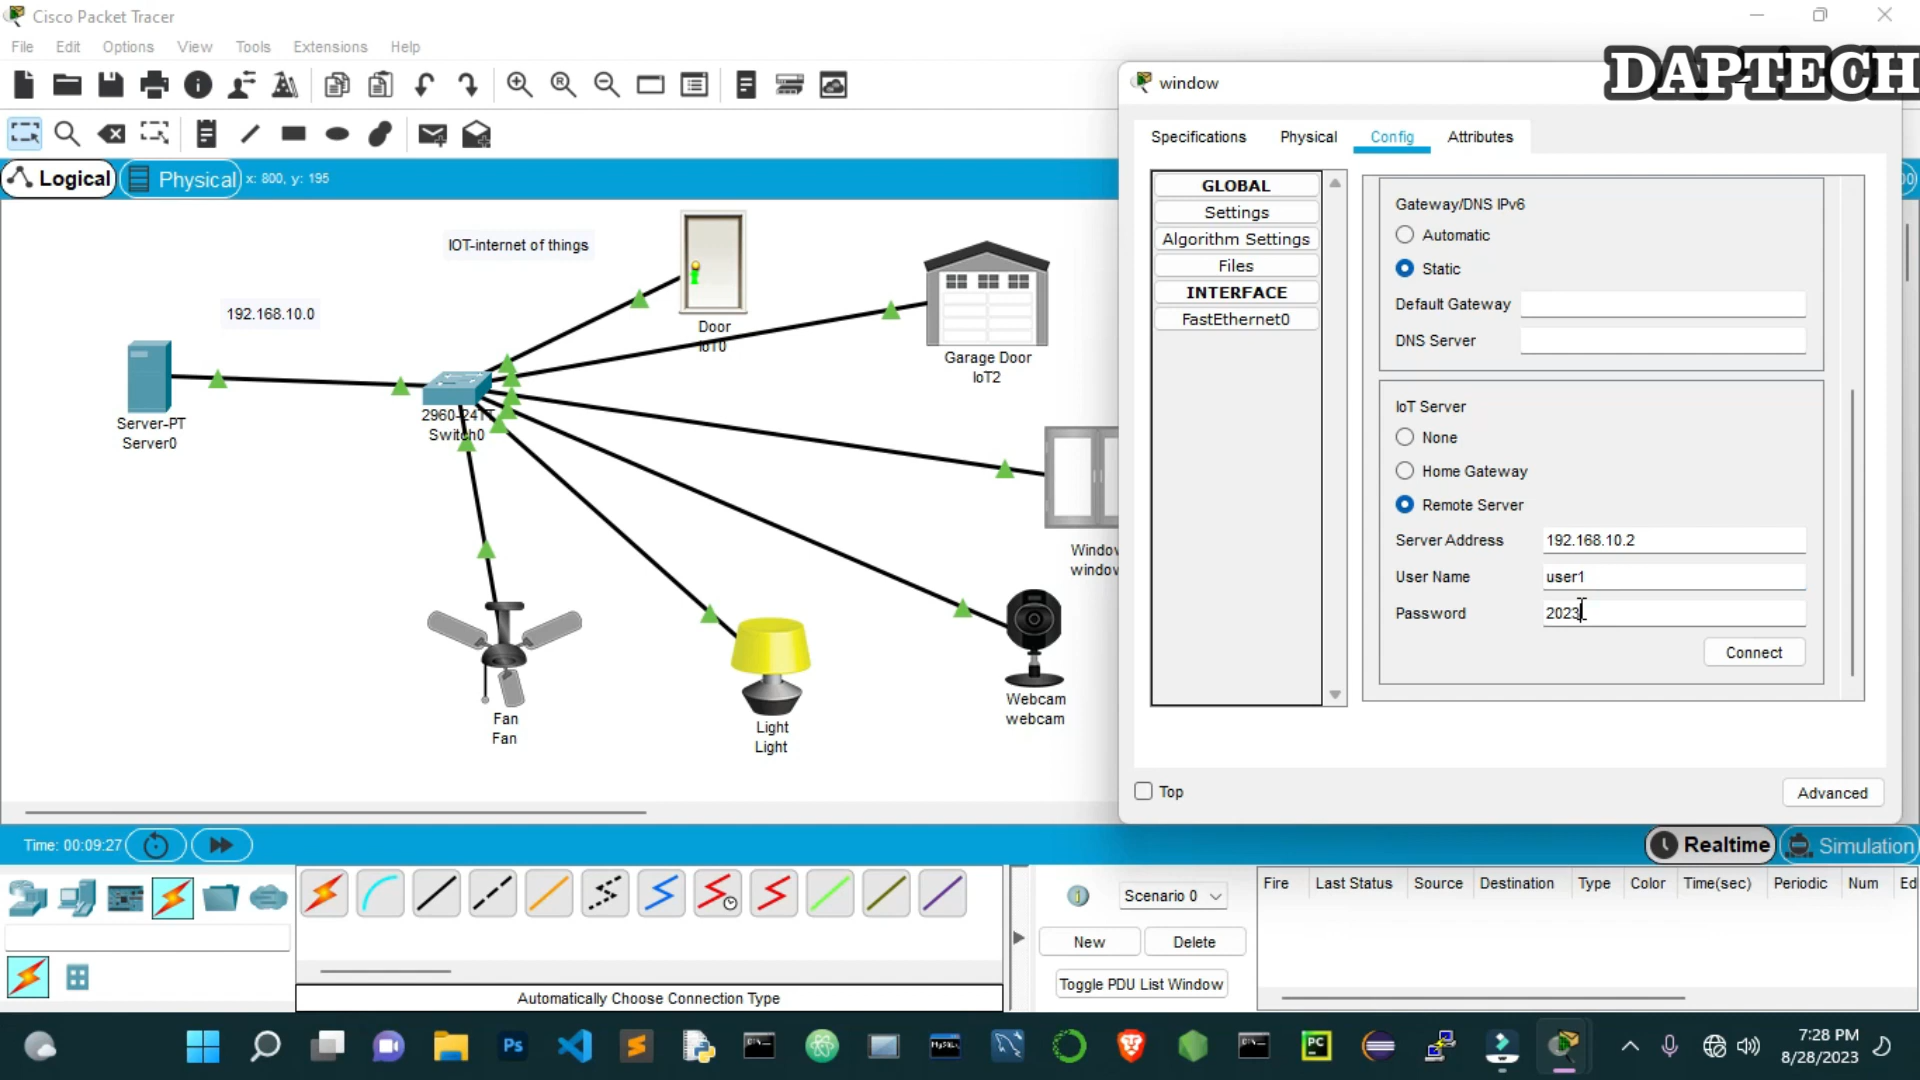 Cisco Packet Tracer
File Edit Options View Tools Extensions Help
DAPTECH
window
Specifications Physical Config Attributes
Logical Physical x: 800, y: 195
GLOBAL
Settings
Algorithm Settings
Files
INTERFACE
FastEthernet0
Gateway/DNS IPv6
Automatic
Static
Default Gateway
DNS Server
IoT Server
None
Home Gateway
Remote Server
Server Address 192.168.10.2
User Name user1
Password 2023
Connect
Top
Advanced
IOT-internet of things
192.168.10.0
Door
IoT0
Garage Door
IoT2
Server-PT
Server0
2960-24TT
Switch0
Window
window
Webcam
webcam
Fan
Fan
Light
Light
Time: 00:09:27
Realtime Simulation
Scenario 0
New Delete
Toggle PDU List Window
Fire Last Status Source Destination Type Color Time(sec) Periodic Num Ed
Automatically Choose Connection Type
7:28 PM
8/28/2023